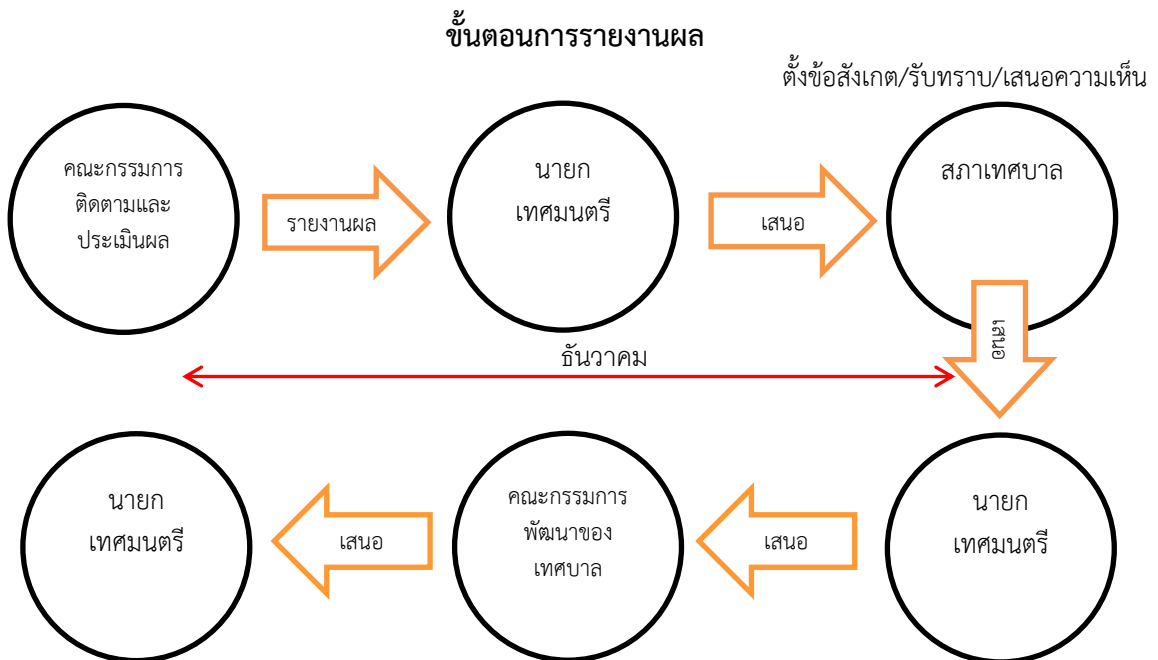 ขั้นตอนการรายงานผล
ตั้งข้อสังเกต/รับทราบ/เสนอความเห็น
คณะกรรมการ
ติดตามและ
ประเมินผล
รายงานผล
นายก
เทศมนตรี
เสนอ
สภาเทศบาล
เสนอ
ธันวาคม
นายก
เทศมนตรี
เสนอ
คณะกรรมการ
พัฒนาของ
เทศบาล
เสนอ
นายก
เทศมนตรี